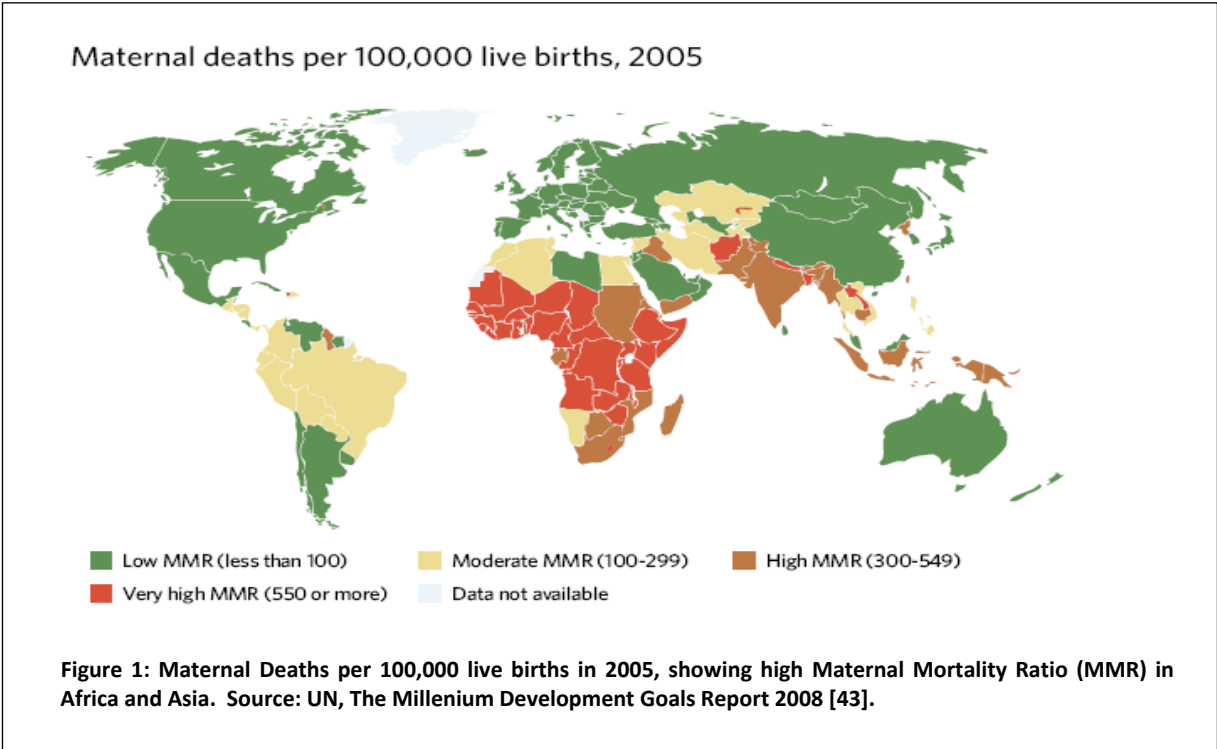 Maternal deaths per 100,000 live births, 2005
Low MMR (less than 100)
Moderate MMR (100-299)
High MMR (300-549)
Very high MMR (550 or more)
Data not available
Figure 1: Maternal Deaths per 100,000 live births in 2005, showing high Maternal Mortality Ratio (MMR) in
Africa and Asia. Source: UN, The Millenium Development Goals Report 2008 [43].